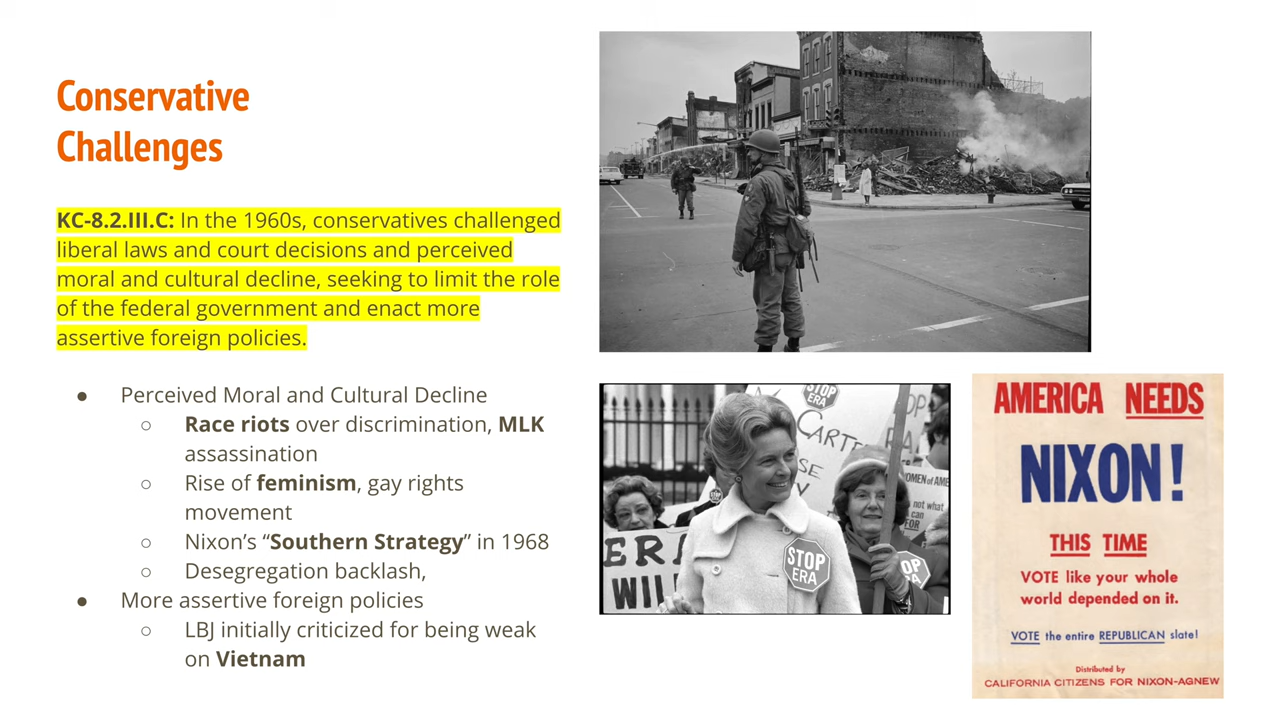 Conservative
Challenges
KC-8.2.III.C: In the 1960s, conservatives challenged
liberal laws and court decisions and perceived
moral and cultural decline, seeking to limit the role
of the federal government and enact more
assertive foreign policies.
● Perceived Moral and Cultural Decline
○ Race riots over discrimination, MLK
assassination
○ Rise of feminism, gay rights
movement
○ Nixon’s “Southern Strategy” in 1968
○ Desegregation backlash,
● More assertive foreign policies
○ LBJ initially criticized for being weak
on Vietnam
STOP
ERA
CARTE
STOP
ERA
ERA
WILL
OMEN of AME
not what
can
FOR
OP
AMERICA NEEDS
NIXON!
THIS TIME
VOTE like your whole
world depended on it.
VOTE the entire REPUBLICAN slate!
Distributed by
CALIFORNIA CITIZENS FOR NIXON-AGNEW